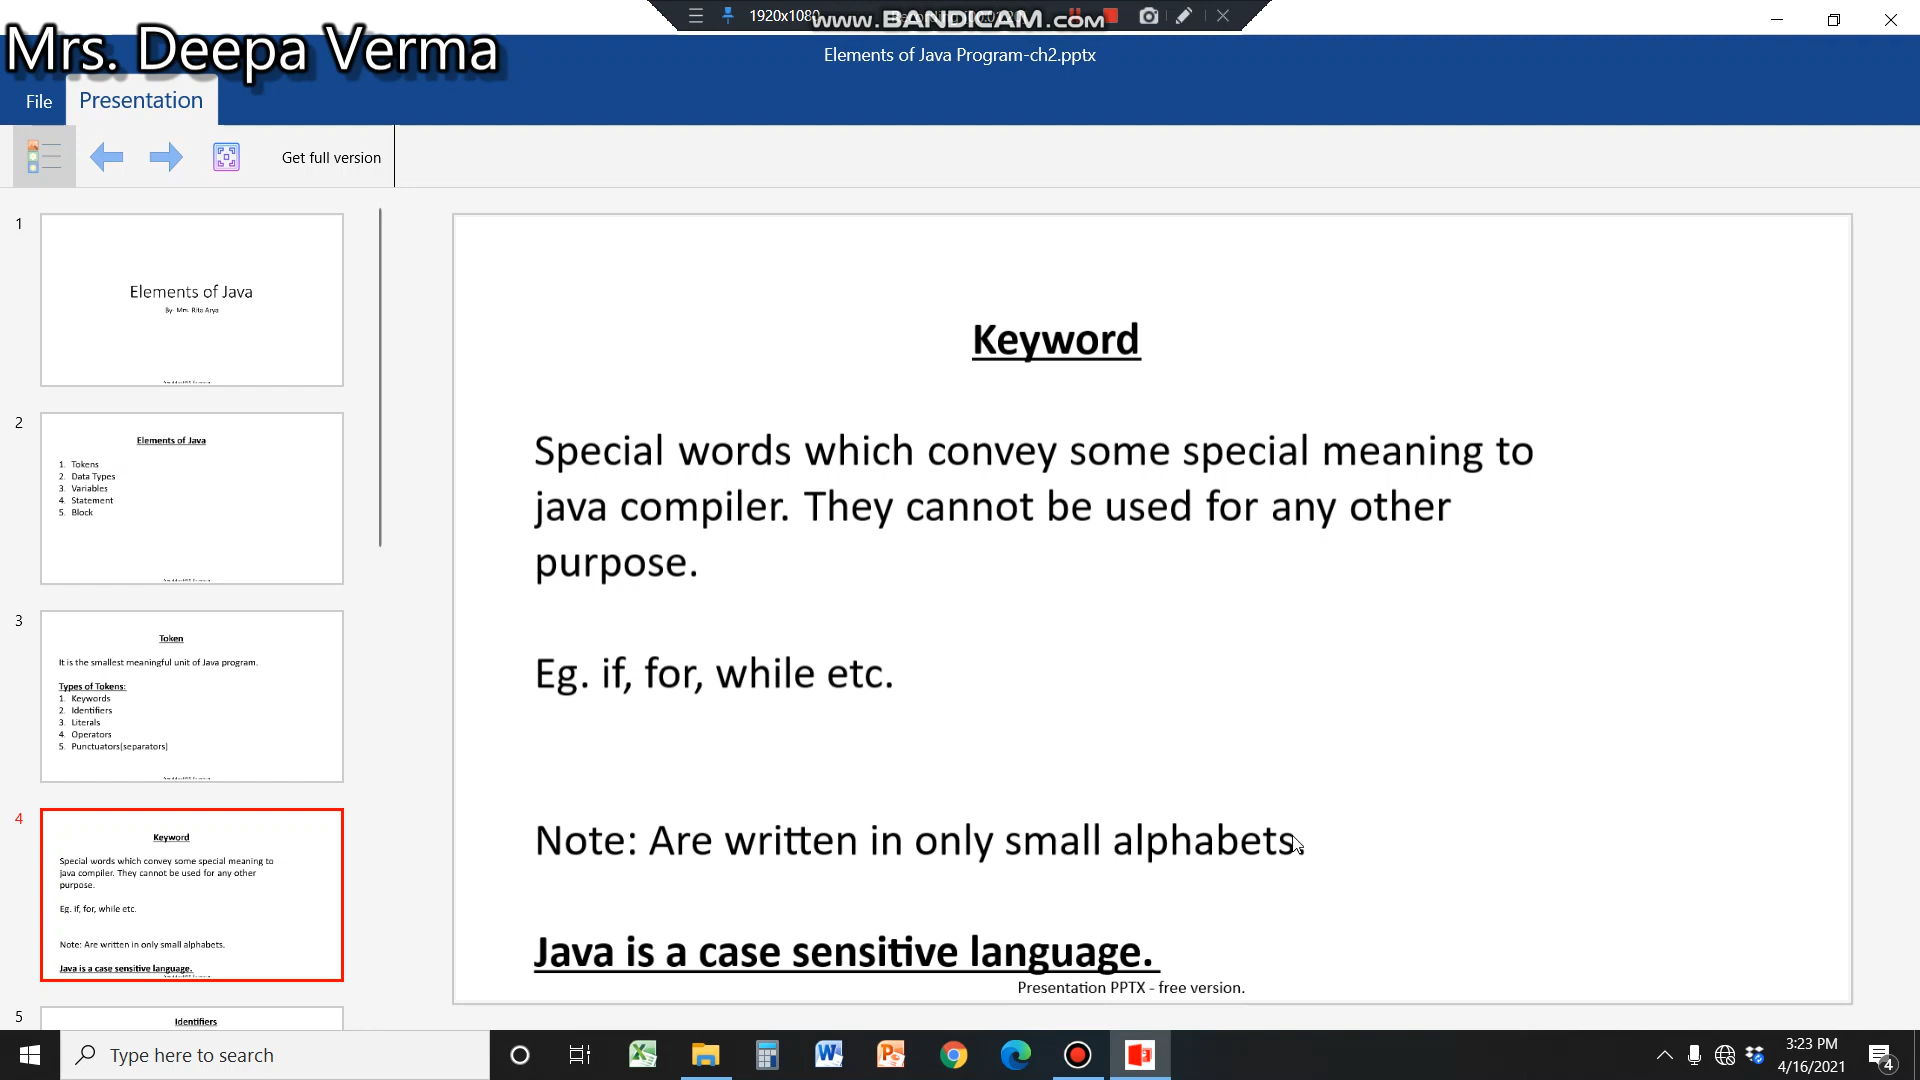 1920x1080
www.BANDICAM.com
Mrs. Deepa Verma
Elements of Java Program-ch2.pptx
File
Presentation
Get full version
1
Elements of Java
By- Mrs. Rita Arya
2
Elements of Java
1. Tokens
2. Data Types
3. Variables
4. Statement
5. Block
3
Token
It is the smallest meaningful unit of Java program.
Types of Tokens:
1. Keywords
2. Identifiers
3. Literals
4. Operators
5. Punctuators(separators)
4
Keyword
Special words which convey some special meaning to
java compiler. They cannot be used for any other
purpose.
Eg. if, for, while etc.
Note: Are written in only small alphabets.
Java is a case sensitive language.
5
Identifiers
Keyword
Special words which convey some special meaning to
java compiler. They cannot be used for any other
purpose.
Eg. if, for, while etc.
Note: Are written in only small alphabets.
Java is a case sensitive language.
Presentation PPTX - free version.
Type here to search
3:23 PM
4/16/2021
4